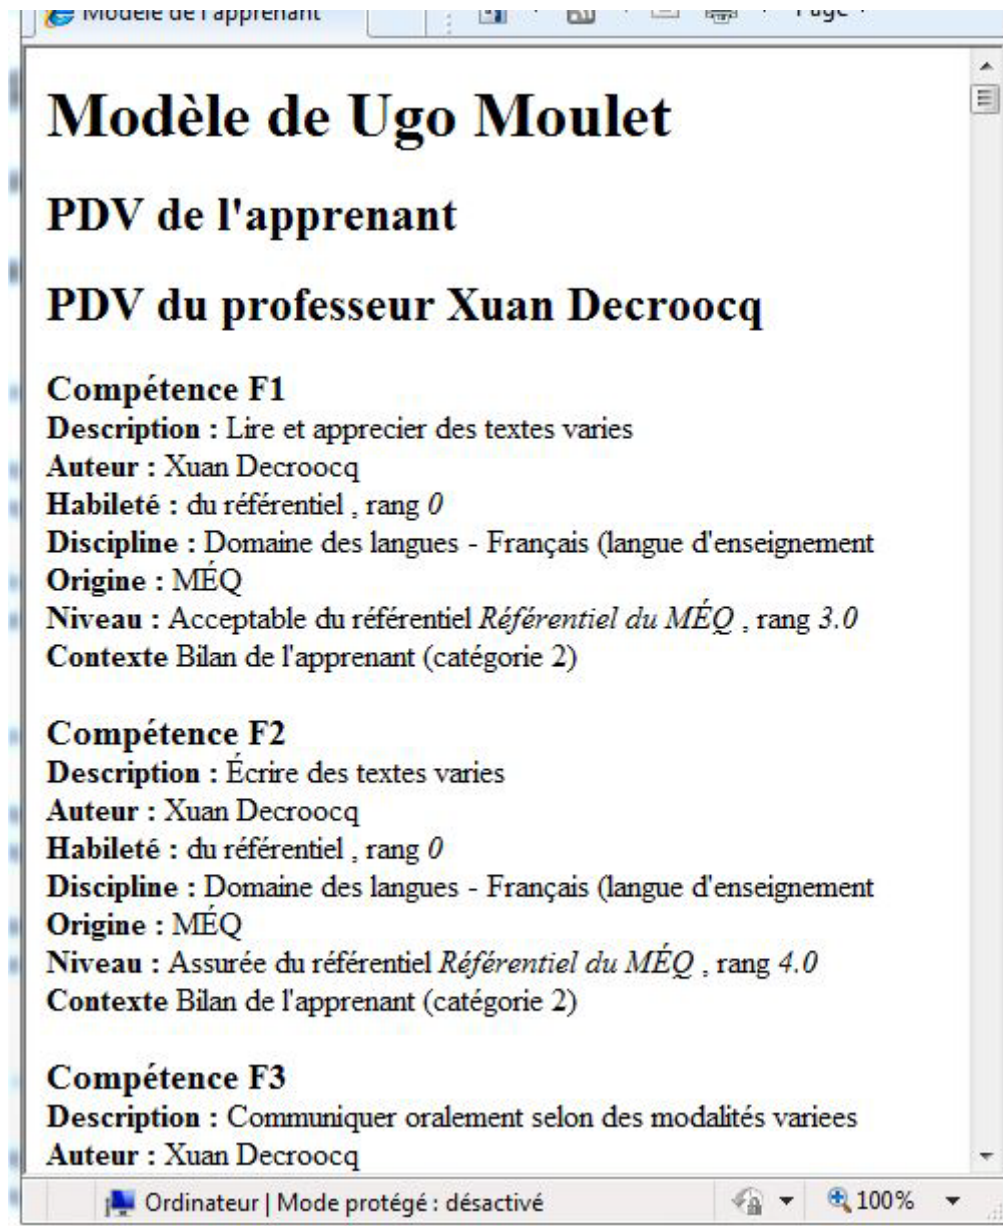 Modèle de l'apprenant
Page
Modèle de Ugo Moulet
PDV de l'apprenant
PDV du professeur Xuan Decroocq
Compétence F1
Description : Lire et apprecier des textes varies
Auteur : Xuan Decroocq
Habileté : du référentiel , rang 0
Discipline : Domaine des langues - Français (langue d'enseignement
Origine : MÉQ
Niveau : Acceptable du référentiel Référentiel du MÉQ , rang 3.0
Contexte Bilan de l'apprenant (catégorie 2)
Compétence F2
Description : Écrire des textes varies
Auteur : Xuan Decroocq
Habileté : du référentiel , rang 0
Discipline : Domaine des langues - Français (langue d'enseignement
Origine : MÉQ
Niveau : Assurée du référentiel Référentiel du MÉQ , rang 4.0
Contexte Bilan de l'apprenant (catégorie 2)
Compétence F3
Description : Communiquer oralement selon des modalités variees
Auteur : Xuan Decroocq
Ordinateur | Mode protégé : désactivé 100%